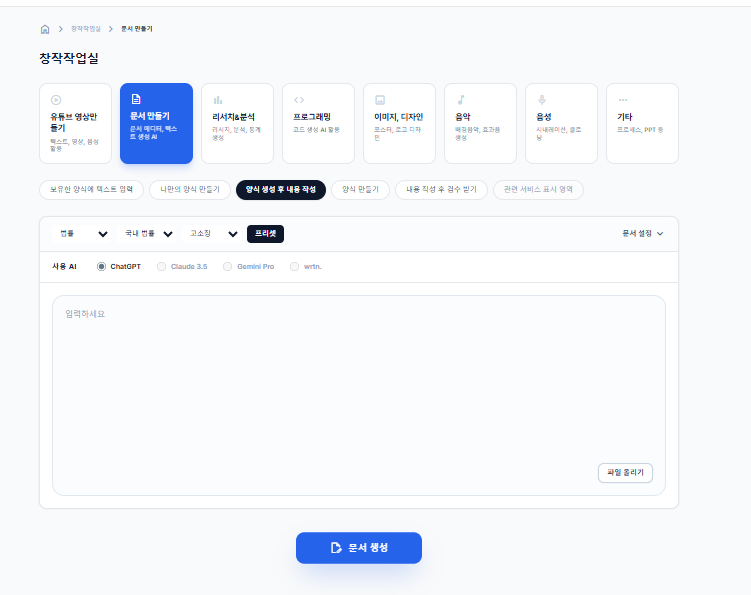 창작작업실 > 문서 만들기
창작작업실
유튜브 영상만
들기
텍스트, 영상, 음성
활용
문서 만들기
문서 에디터, 텍스
트 생성 AI
리서치&분석
리서치, 분석, 통계
생성
프로그래밍
코드 생성 AI 활용
이미지, 디자인
포스터, 로고 디자
인
음악
배경음악, 효과음
생성
음성
시네레이션, 클로
닝
기타
프로세스, PPT 등
보유한 양식에 텍스트 입력
나만의 양식 만들기
양식 생성 후 내용 작성
양식 만들기
내용 작성 후 검수 받기
관련 서비스 표시 영역
법률
국내 법률
고소장
프리셋
문서 설정
사용 AI
ChatGPT
Claude 3.5
Gemini Pro
wrtn.
입력하세요
파일 올리기
문서 생성